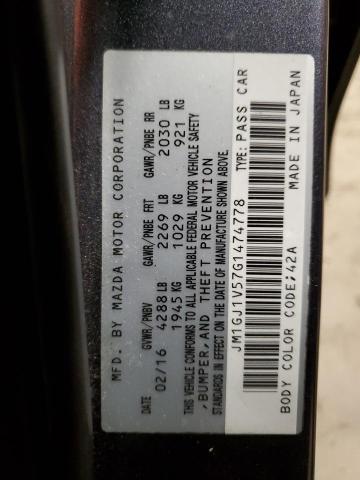 MFD. BY MAZDA MOTOR CORPORATION
DATE GVWR/PNBV GAWR/PNBE FRT GAWR/PNBE RR
02/16 4288 LB 2269 LB 2030 LB
1945 KG 1029 KG 921 KG
THIS VEHICLE CONFORMS TO ALL APPLICABLE FEDERAL MOTOR VEHICLE SAFETY
, BUMPER, AND THEFT PREVENTION
STANDARDS IN EFFECT ON THE DATE OF MANUFACTURE SHOWN ABOVE.
JM1GJ1V57G1474778 TYPE: PASS CAR
BODY COLOR CODE;42A MADE IN JAPAN